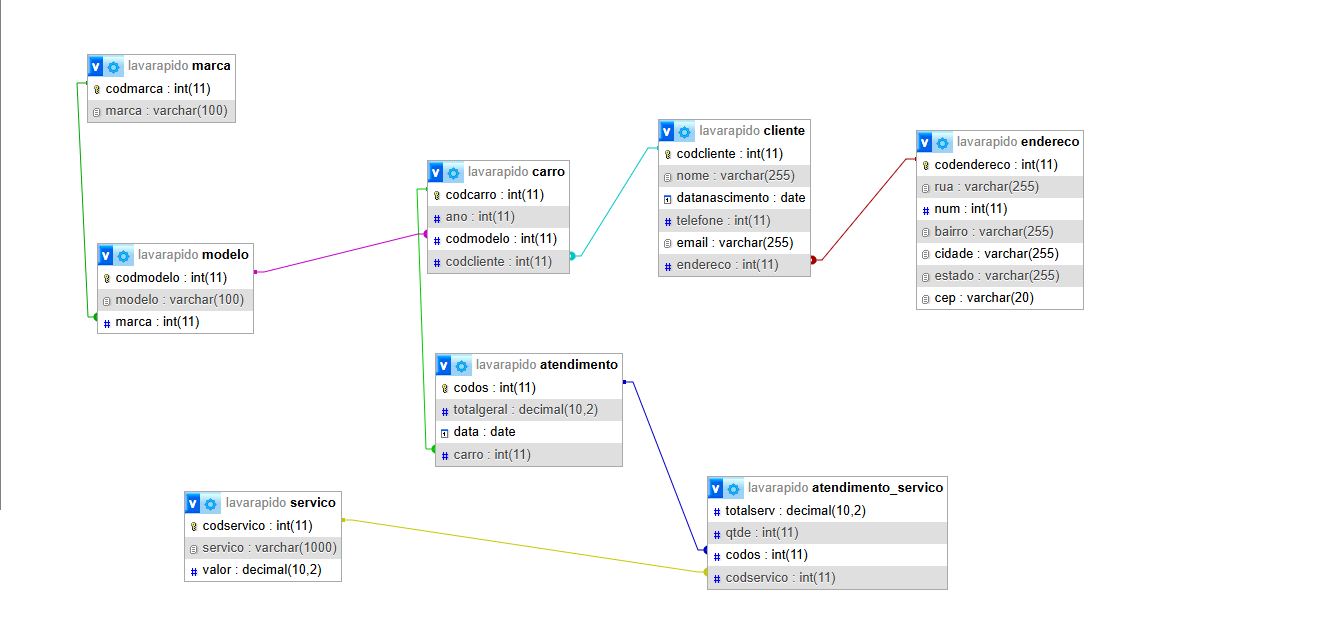 lavarapido marca
codmarca : int(11)
marca : varchar(100)
lavarapido modelo
codmodelo : int(11)
modelo : varchar(100)
marca : int(11)
lavarapido carro
codcarro : int(11)
ano : int(11)
codmodelo : int(11)
codcliente : int(11)
lavarapido cliente
codcliente : int(11)
nome : varchar(255)
datanascimento : date
telefone : int(11)
email : varchar(255)
endereco : int(11)
lavarapido endereco
codendereco : int(11)
rua : varchar(255)
num : int(11)
bairro : varchar(255)
cidade : varchar(255)
estado : varchar(255)
cep : varchar(20)
lavarapido atendimento
codos : int(11)
totalgeral : decimal(10,2)
data : date
carro : int(11)
lavarapido servico
codservico : int(11)
servico : varchar(1000)
valor : decimal(10,2)
lavarapido atendimento_servico
totalserv : decimal(10,2)
qtde : int(11)
codos : int(11)
codservico : int(11)